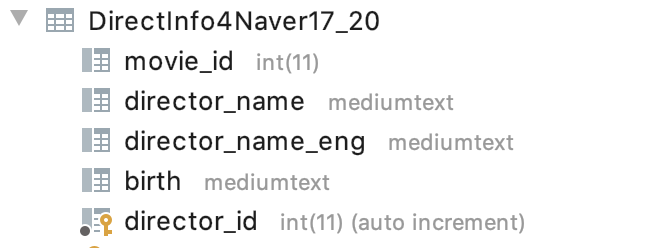 DirectInfo4Naver17_20
movie_id int(11)
director_name mediumtext
director_name_eng mediumtext
birth mediumtext
director_id int(11) (auto increment)